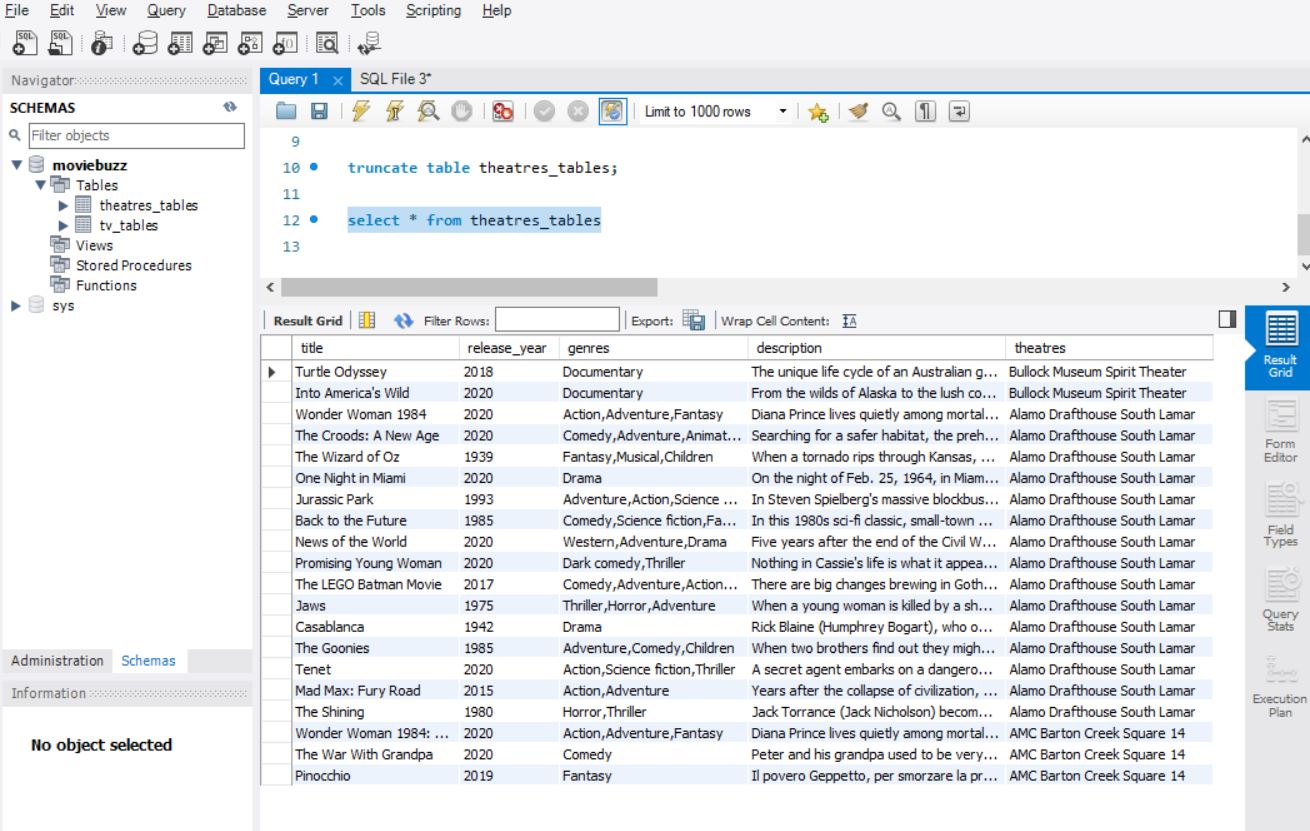 File Edit View Query Database Server Tools Scripting Help
SQL SQL
Navigator
SCHEMAS
Filter objects
moviebuzz
Tables
theatres_tables
tv_tables
Views
Stored Procedures
Functions
sys
Administration Schemas
Information
No object selected
Query 1 SQL File 3*
Limit to 1000 rows
9
10 truncate table theatres_tables;
11
12 select * from theatres_tables
13
Result Grid Filter Rows: Export: Wrap Cell Content:
title release_year genres description theatres
Turtle Odyssey 2018 Documentary The unique life cycle of an Australian g... Bullock Museum Spirit Theater
Into America's Wild 2020 Documentary From the wilds of Alaska to the lush co... Bullock Museum Spirit Theater
Wonder Woman 1984 2020 Action,Adventure,Fantasy Diana Prince lives quietly among mortal... Alamo Drafthouse South Lamar
The Croods: A New Age 2020 Comedy,Adventure,Animat... Searching for a safer habitat, the preh... Alamo Drafthouse South Lamar
The Wizard of Oz 1939 Fantasy,Musical,Children When a tornado rips through Kansas, ... Alamo Drafthouse South Lamar
One Night in Miami 2020 Drama On the night of Feb. 25, 1964, in Miam... Alamo Drafthouse South Lamar
Jurassic Park 1993 Adventure,Action,Science ... In Steven Spielberg's massive blockbus... Alamo Drafthouse South Lamar
Back to the Future 1985 Comedy,Science fiction,Fa... In this 1980s sci-fi classic, small-town ... Alamo Drafthouse South Lamar
News of the World 2020 Western,Adventure,Drama Five years after the end of the Civil W... Alamo Drafthouse South Lamar
Promising Young Woman 2020 Dark comedy,Thriller Nothing in Cassie's life is what it appea... Alamo Drafthouse South Lamar
The LEGO Batman Movie 2017 Comedy,Adventure,Action... There are big changes brewing in Goth... Alamo Drafthouse South Lamar
Jaws 1975 Thriller,Horror,Adventure When a young woman is killed by a sh... Alamo Drafthouse South Lamar
Casablanca 1942 Drama Rick Blaine (Humphrey Bogart), who o... Alamo Drafthouse South Lamar
The Goonies 1985 Adventure,Comedy,Children When two brothers find out they migh... Alamo Drafthouse South Lamar
Tenet 2020 Action,Science fiction,Thriller A secret agent embarks on a dangero... Alamo Drafthouse South Lamar
Mad Max: Fury Road 2015 Action,Adventure Years after the collapse of civilization, ... Alamo Drafthouse South Lamar
The Shining 1980 Horror,Thriller Jack Torrance (Jack Nicholson) becom... Alamo Drafthouse South Lamar
Wonder Woman 1984: ... 2020 Action,Adventure,Fantasy Diana Prince lives quietly among mortal... AMC Barton Creek Square 14
The War With Grandpa 2020 Comedy Peter and his grandpa used to be very... AMC Barton Creek Square 14
Pinocchio 2019 Fantasy Il povero Geppetto, per smorzare la pr... AMC Barton Creek Square 14
Result
Grid
Form
Editor
Field
Types
Query
Stats
Execution
Plan